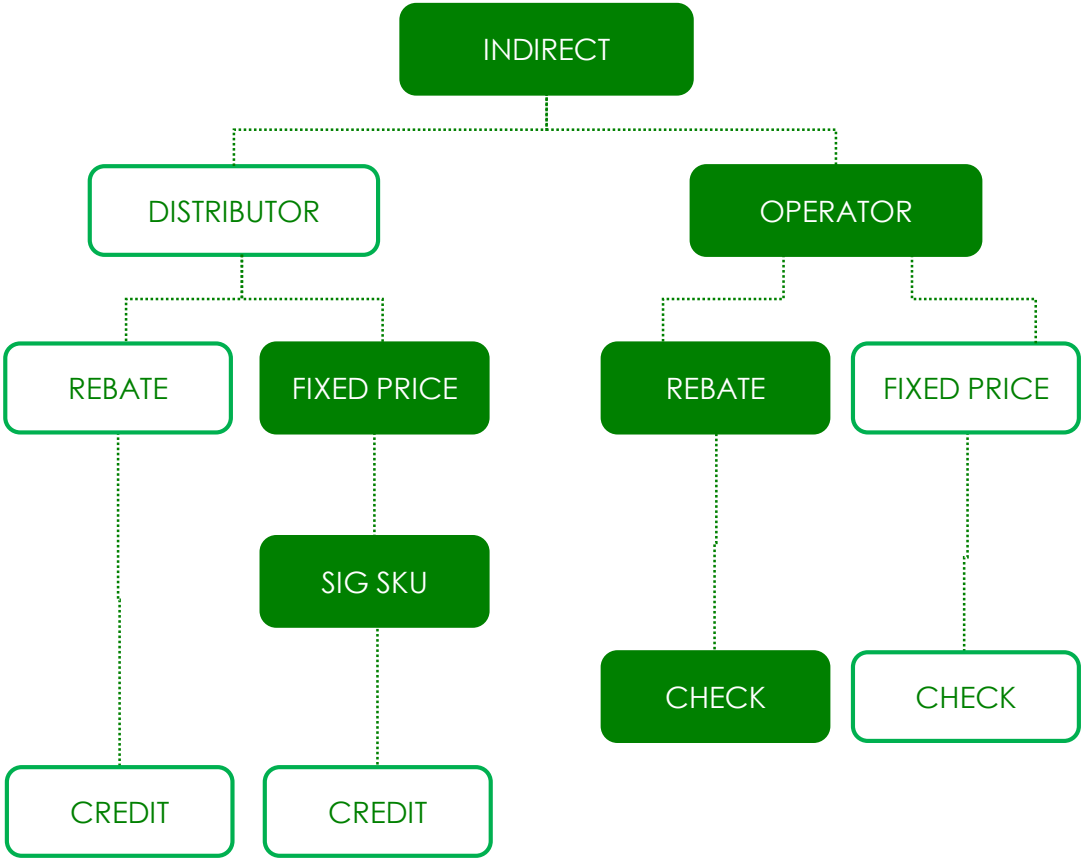 INDIRECT
DISTRIBUTOR
OPERATOR
REBATE
FIXED PRICE
REBATE
FIXED PRICE
SIG SKU
CHECK
CHECK
CREDIT
CREDIT